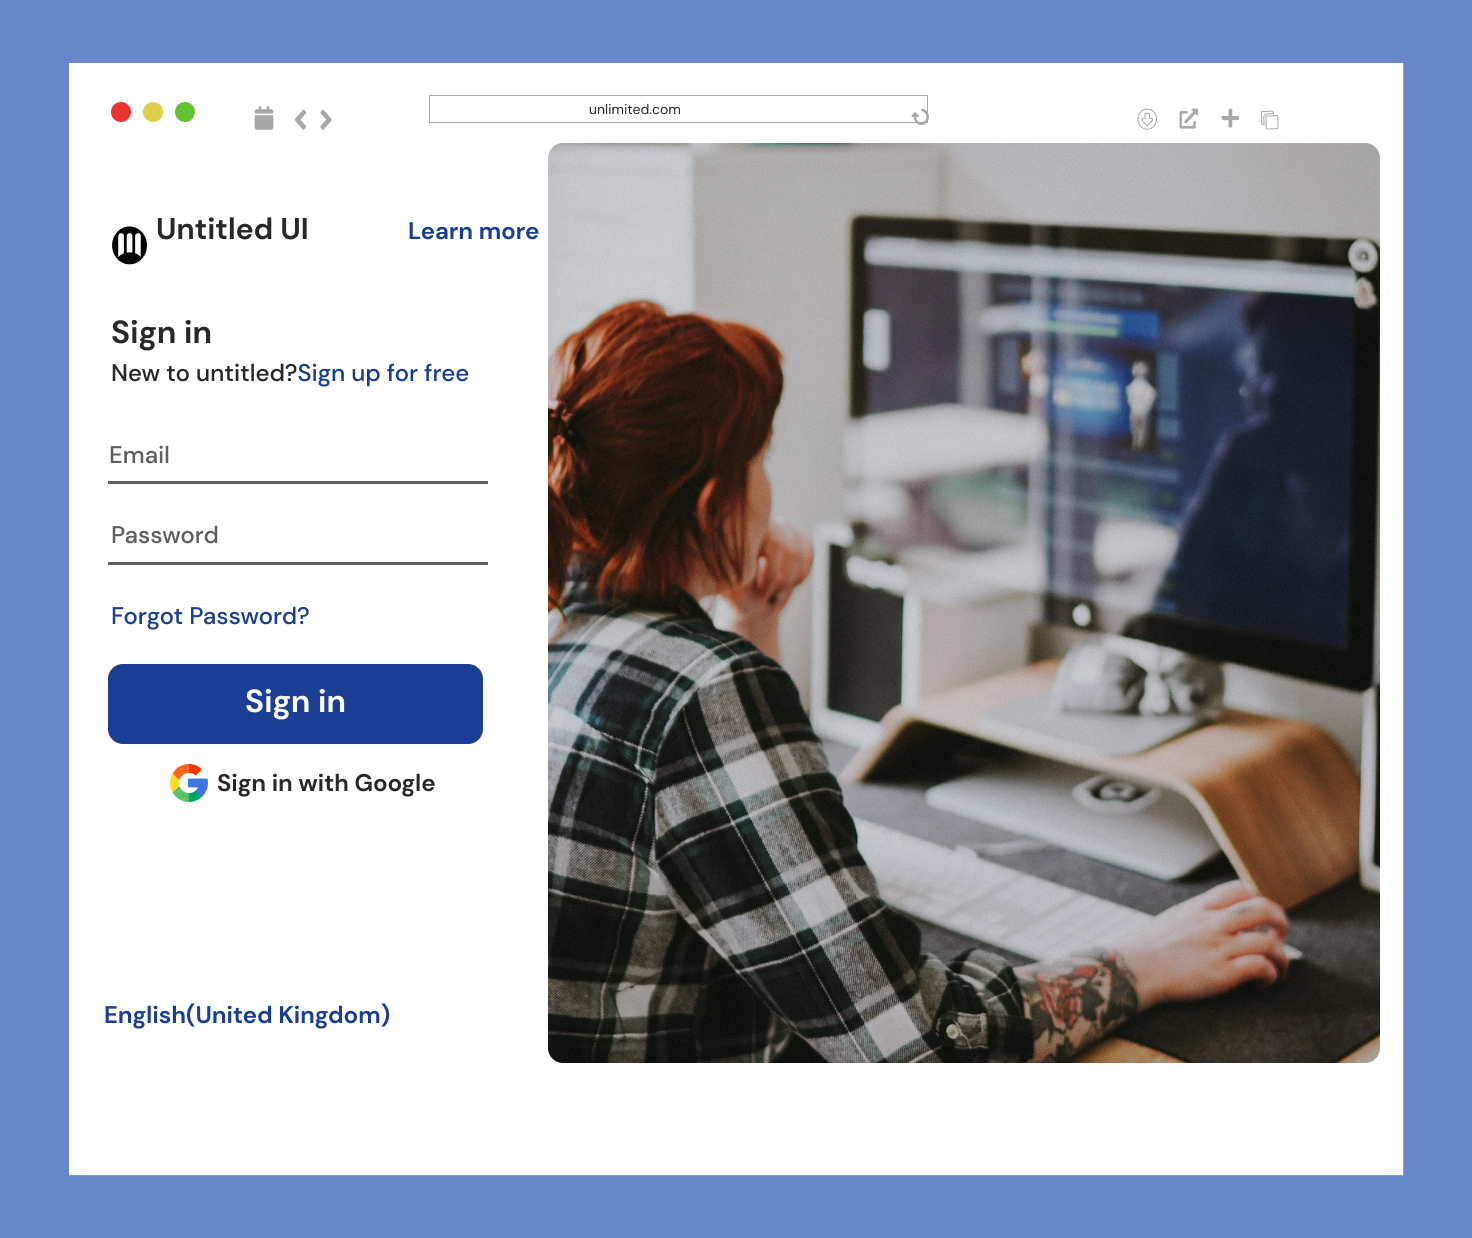 unlimited.com
Untitled UI
Learn more
Sign in
New to untitled?Sign up for free
Email
Password
Forgot Password?
Sign in
Sign in with Google
English(United Kingdom)